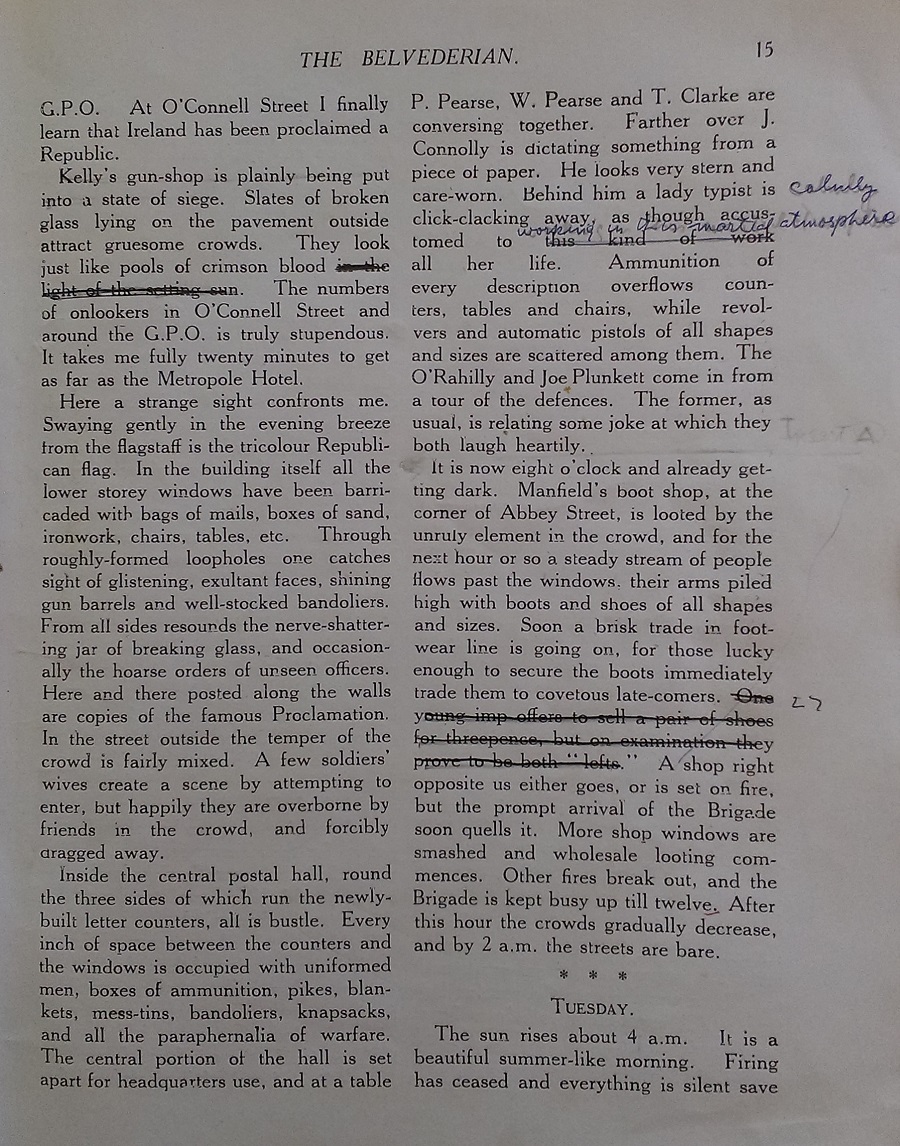 THE BELVEDERIAN.
15
G.P.O. At O'Connell Street I finally
learn that Ireland has been proclaimed a
Republic.
Kelly's gun-shop is plainly being put
into a state of siege. Slates of broken
glass lying on the pavement outside
attract gruesome crowds. They look
just like pools of crimson blood in the
light of the setting sun. The numbers
of onlookers in O'Connell Street and
around the G.P.O. is truly stupendous.
It takes me fully twenty minutes to get
as far as the Metropole Hotel.
Here a strange sight confronts me.
Swaying gently in the evening breeze
from the flagstaff is the tricolour Republi-
can flag. In the building itself all the
lower storey windows have been barri-
caded with bags of mails, boxes of sand,
ironwork, chairs, tables, etc. Through
roughly-formed loopholes one catches
sight of glistening, exultant faces, shining
gun barrels and well-stocked bandoliers.
From all sides resounds the nerve-shatter-
ing jar of breaking glass, and occasion-
ally the hoarse orders of unseen officers.
Here and there posted along the walls
are copies of the famous Proclamation.
In the street outside the temper of the
crowd is fairly mixed. A few soldiers'
wives create a scene by attempting to
enter, but happily they are overborne by
friends in the crowd, and forcibly
dragged away.
Inside the central postal hall, round
the three sides of which run the newly-
built letter counters, all is bustle. Every
inch of space between the counters and
the windows is occupied with uniformed
men, boxes of ammunition, pikes, blan-
kets, mess-tins, bandoliers, knapsacks,
and all the paraphernalia of warfare.
The central portion of the hall is set
apart for headquarters use, and at a table
P. Pearse, W. Pearse and T. Clarke are
conversing together. Farther over J.
Connolly is dictating something from a
piece of paper. He looks very stern and
care-worn. Behind him a lady typist is calmly
click-clacking away, as though accus-
working in this martial atmosphere
tomed to this kind of work
all her life. Ammunition of
every description overflows coun-
ters, tables and chairs, while revol-
vers and automatic pistols of all shapes
and sizes are scattered among them. The
O'Rahilly and Joe Plunkett come in from
a tour of the defences. The former, as
usual, is relating some joke at which they
both laugh heartily.
Insert A
It is now eight o'clock and already get-
ting dark. Manfield's boot shop, at the
corner of Abbey Street, is looted by the
unruly element in the crowd, and for the
next hour or so a steady stream of people
flows past the windows, their arms piled
high with boots and shoes of all shapes
and sizes. Soon a brisk trade in foot-
wear line is going on, for those lucky
enough to secure the boots immediately
trade them to covetous late-comers. One
young imp offers to sell a pair of shoes
for threepence, but on examination they
prove to be both "lefts." A shop right
opposite us either goes, or is set on fire,
but the prompt arrival of the Brigade
soon quells it. More shop windows are
smashed and wholesale looting com-
mences. Other fires break out, and the
Brigade is kept busy up till twelve. After
this hour the crowds gradually decrease,
and by 2 a.m. the streets are bare.
* * *
TUESDAY.
The sun rises about 4 a.m. It is a
beautiful summer-like morning. Firing
has ceased and everything is silent save